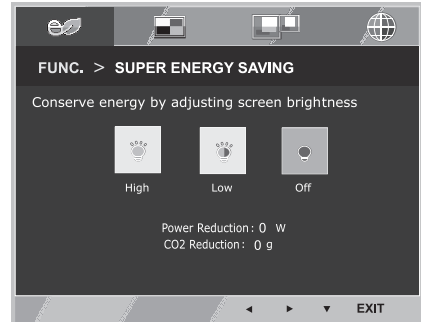 FUNC. > SUPER ENERGY SAVING
Conserve energy by adjusting screen brightness
High Low Off
Power Reduction : 0 W
CO2 Reduction : 0 g
EXIT